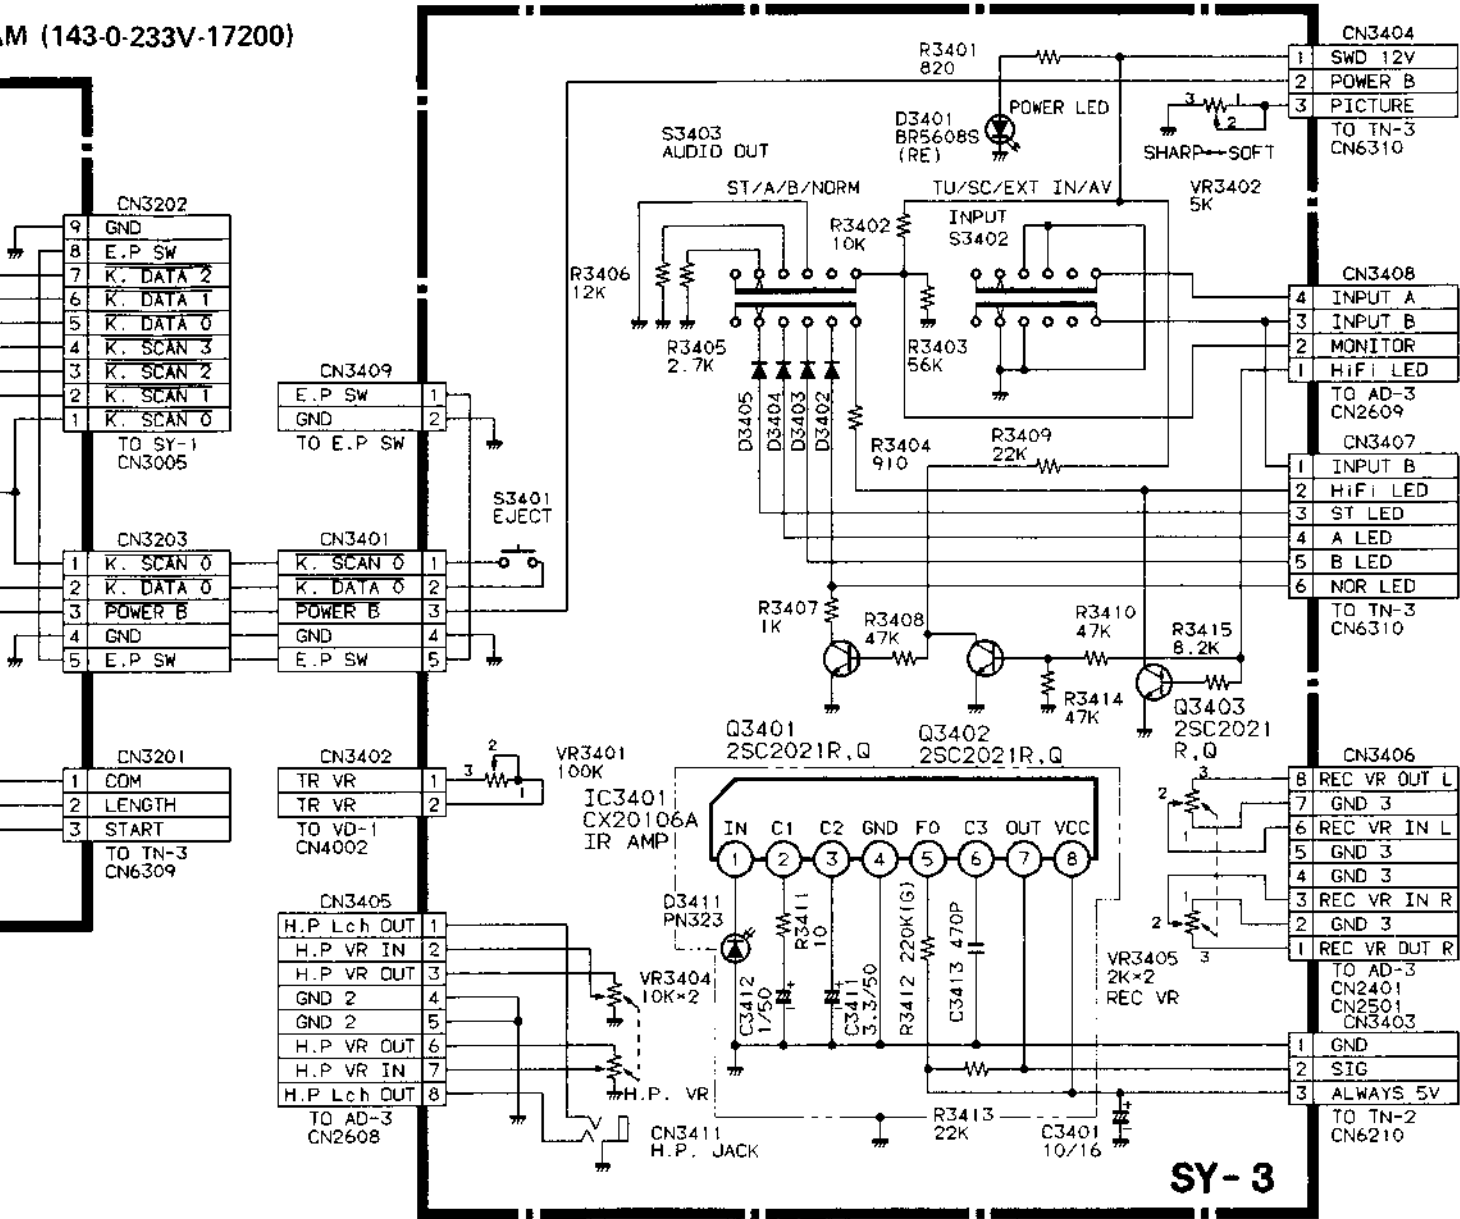 AM (143-0-233V-17200)
CN3202
9 GND
8 E.P SW
7 K. DATA 2
6 K. DATA 1
5 K. DATA 0
4 K. SCAN 3
3 K. SCAN 2
2 K. SCAN 1
1 K. SCAN 0
TO SY-1
CN3005
CN3203
1 K. SCAN 0
2 K. DATA 0
3 POWER B
4 GND
5 E.P SW
CN3201
1 COM
2 LENGTH
3 START
TO TN-3
CN6309
CN3409
E.P SW 1
GND 2
TO E.P SW
CN3401
K. SCAN 0 1
K. DATA 0 2
POWER B 3
GND 4
E.P SW 5
S3401
EJECT
CN3402
TR VR 1
TR VR 2
TO VD-1
CN4002
3 2 1
VR3401
100K
CN3405
H.P Lch OUT 1
H.P VR IN 2
H.P VR OUT 3
GND 2 4
GND 2 5
H.P VR OUT 6
H.P VR IN 7
H.P Lch OUT 8
TO AD-3
CN2608
VR3404
10K×2
H.P. VR
CN3411
H.P. JACK
R3401
820
POWER LED
D3401
BR5608S
(RE)
S3403
AUDIO OUT
ST/A/B/NORM
TU/SC/EXT IN/AV
INPUT
S3402
R3402
10K
R3406
12K
R3405
2.7K
R3403
56K
D3405
D3404
D3403
D3402
R3404
910
R3409
22K
R3407
1K
R3408
47K
R3410
47K
R3415
8.2K
R3414
47K
Q3401
2SC2021R,Q
Q3402
2SC2021R,Q
Q3403
2SC2021
R,Q
3 1
2
SHARP↔SOFT
VR3402
5K
CN3404
1 SWD 12V
2 POWER B
3 PICTURE
TO TN-3
CN6310
CN3408
4 INPUT A
3 INPUT B
2 MONITOR
1 HiFi LED
TO AD-3
CN2609
CN3407
1 INPUT B
2 HiFi LED
3 ST LED
4 A LED
5 B LED
6 NOR LED
TO TN-3
CN6310
IC3401
CX20106A
IR AMP
IN C1 C2 GND FO C3 OUT VCC
1 2 3 4 5 6 7 8
D3411
PN323
R3411
10
C3412
1/50
C3411
3.3/50
R3412 220K(G)
C3413 470P
R3413
22K
C3401
10/16
3
2
1
1
2
3
VR3405
2K×2
REC VR
CN3406
8 REC VR OUT L
7 GND 3
6 REC VR IN L
5 GND 3
4 GND 3
3 REC VR IN R
2 GND 3
1 REC VR OUT R
TO AD-3
CN2401
CN2501
CN3403
1 GND
2 SIG
3 ALWAYS 5V
TO TN-2
CN6210
SY-3